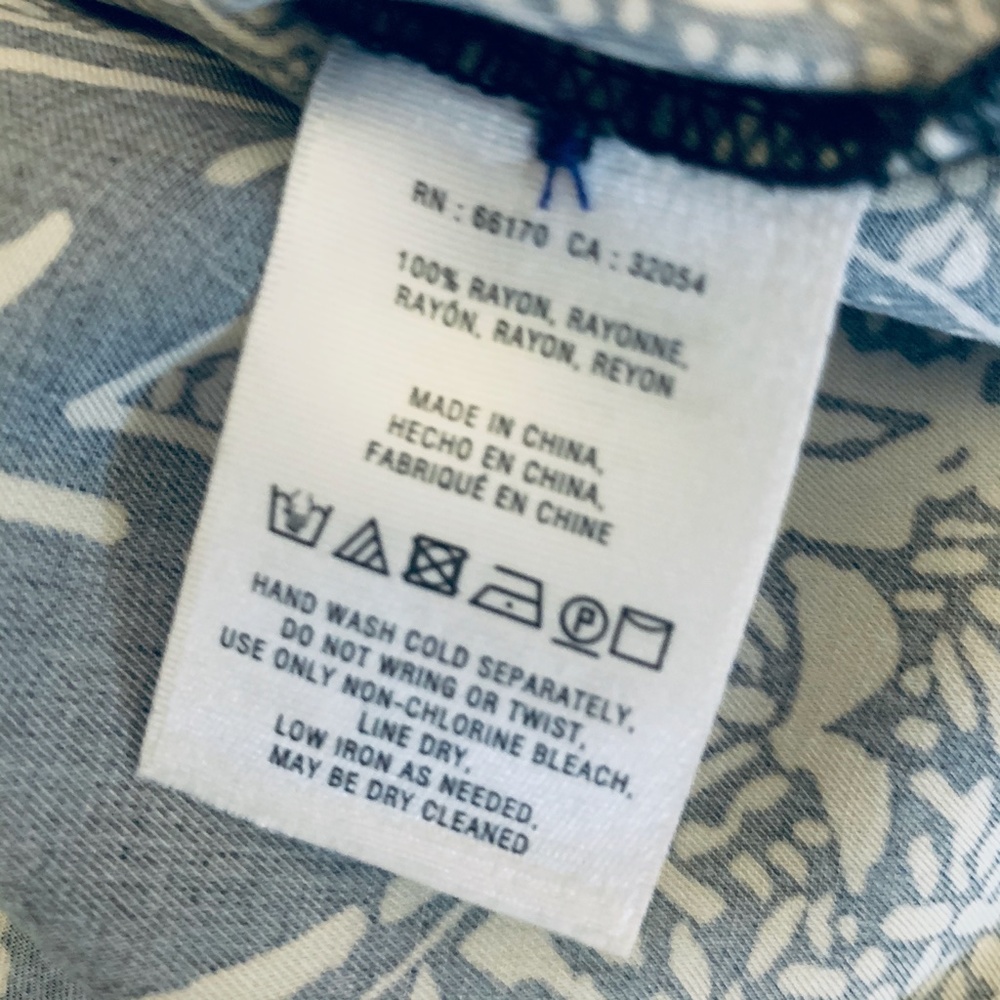 RN : 66170 CA : 32054
100% RAYON, RAYONNE,
RAYÓN, RAYON, REYON
MADE IN CHINA,
HECHO EN CHINA,
FABRIQUÉ EN CHINE
P
HAND WASH COLD SEPARATELY,
DO NOT WRING OR TWIST,
USE ONLY NON-CHLORINE BLEACH,
LINE DRY,
LOW IRON AS NEEDED,
MAY BE DRY CLEANED